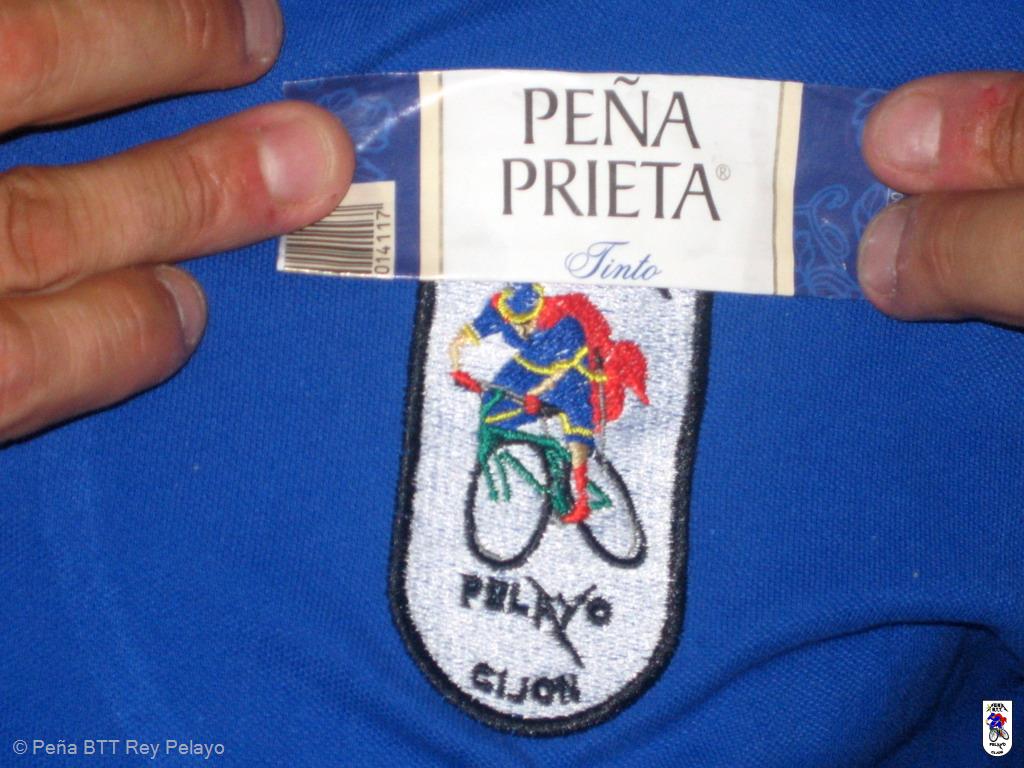 PEÑA
PRIETA®
Tinto
014117
PELAYO
GIJON
© Peña BTT Rey Pelayo